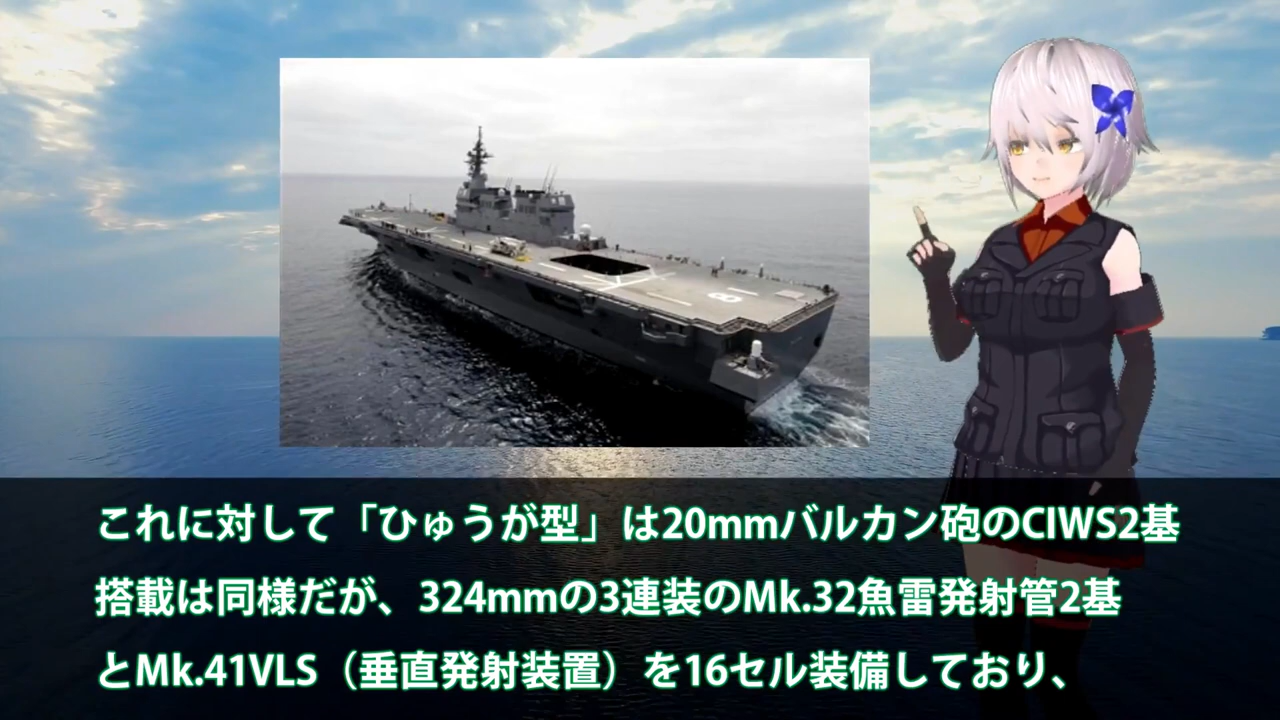 8
これに対して「ひゅうが型」は20mmバルカン砲のCIWS2基
搭載は同様だが、324mmの3連装のMk.32魚雷発射管2基
とMk.41VLS（垂直発射装置）を16セル装備しており、